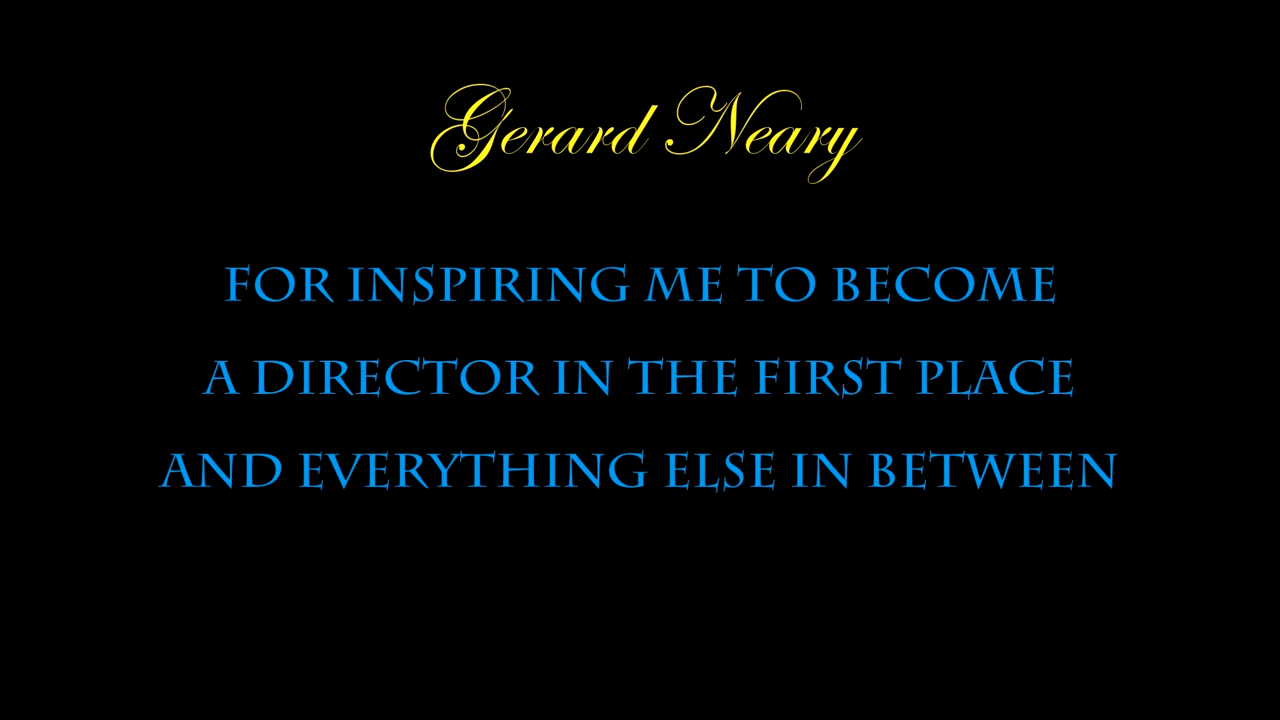 Gerard Neary
FOR INSPIRING ME TO BECOME
A DIRECTOR IN THE FIRST PLACE
AND EVERYTHING ELSE IN BETWEEN